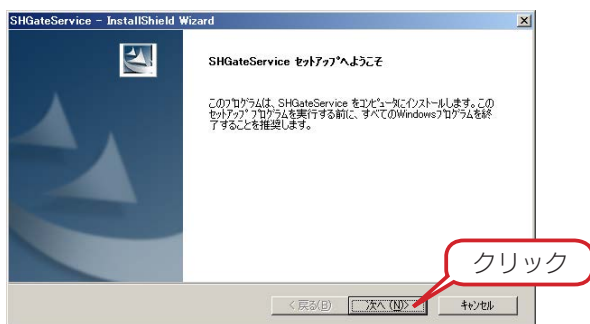 SHGateService - InstallShield Wizard
SHGateService セットアップへようこそ
このプログラムは、SHGateService をコンピュータにインストールします。この
セットアップ プログラムを実行する前に、すべてのWindowsプログラムを終
了することを推奨します。
クリック
< 戻る(B)
次へ (N)>
キャンセル